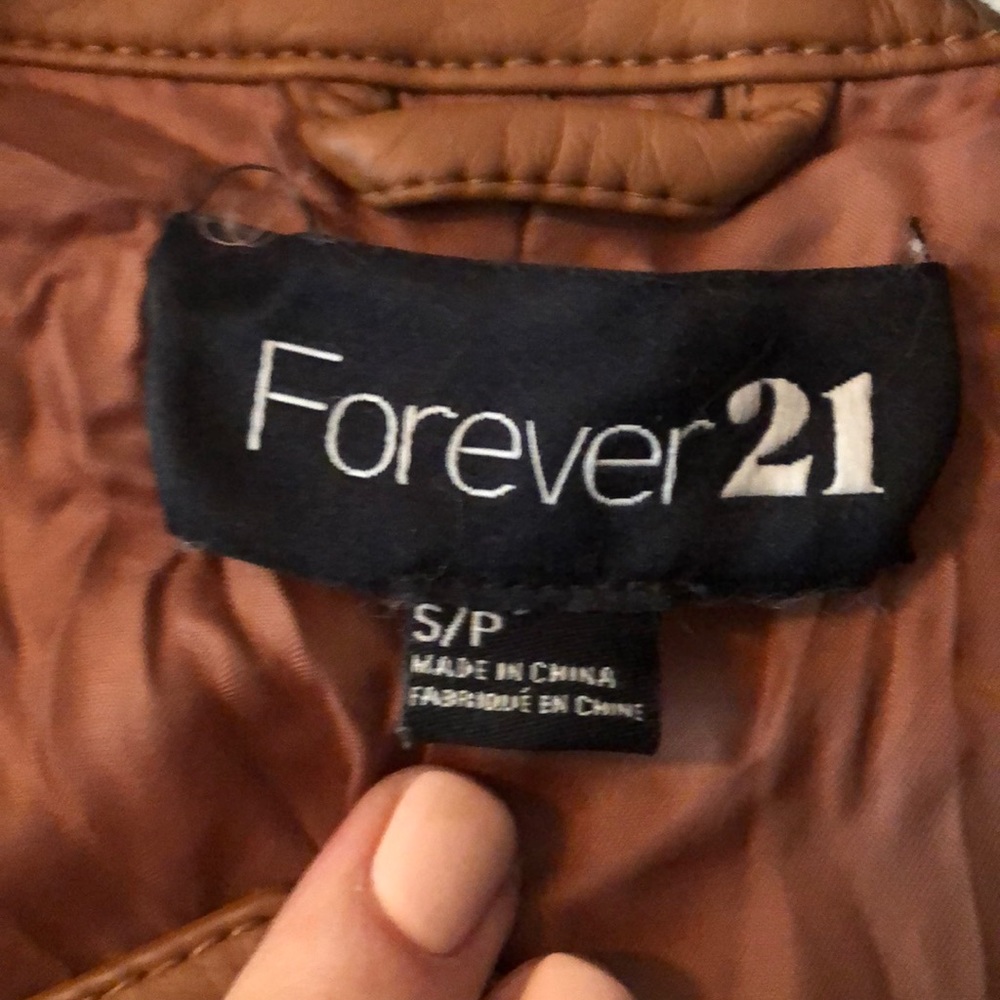 Forever 21
S/P
MADE IN CHINA
FABRIQUÉ EN CHINE